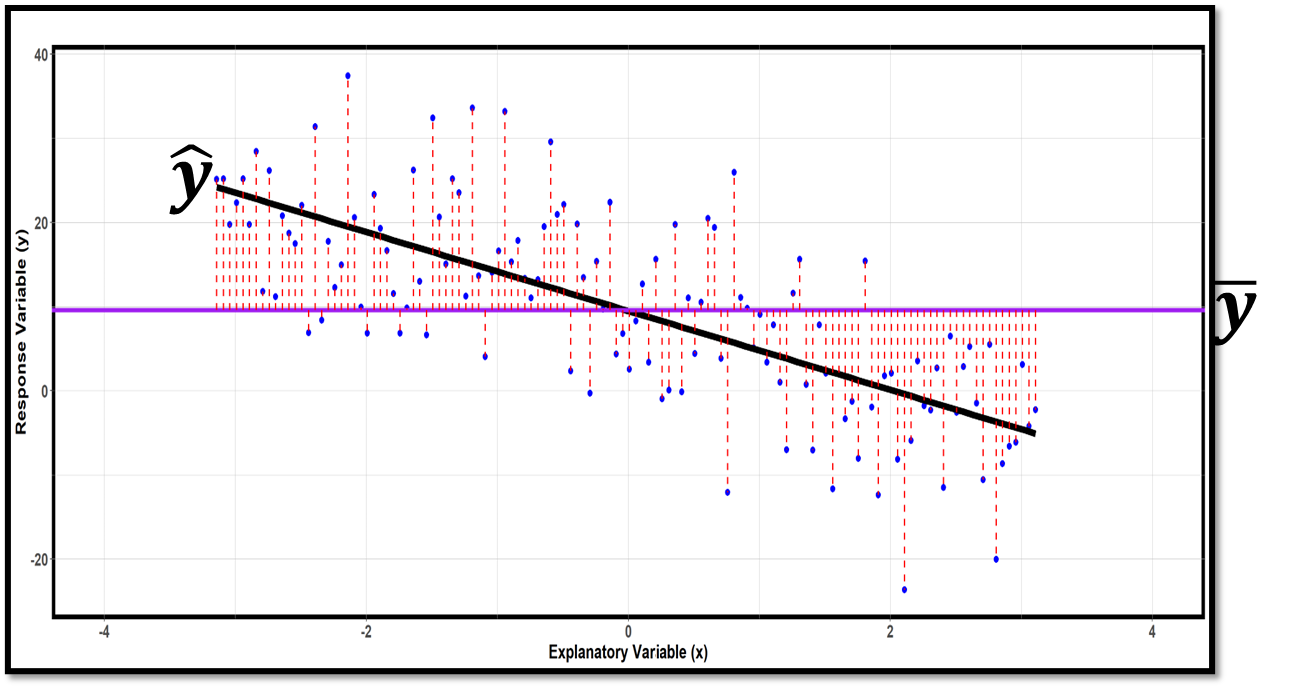 40
ŷ
20
Response Variable (y)
ȳ
0
-20
-4 -2 0 2 4
Explanatory Variable (x)